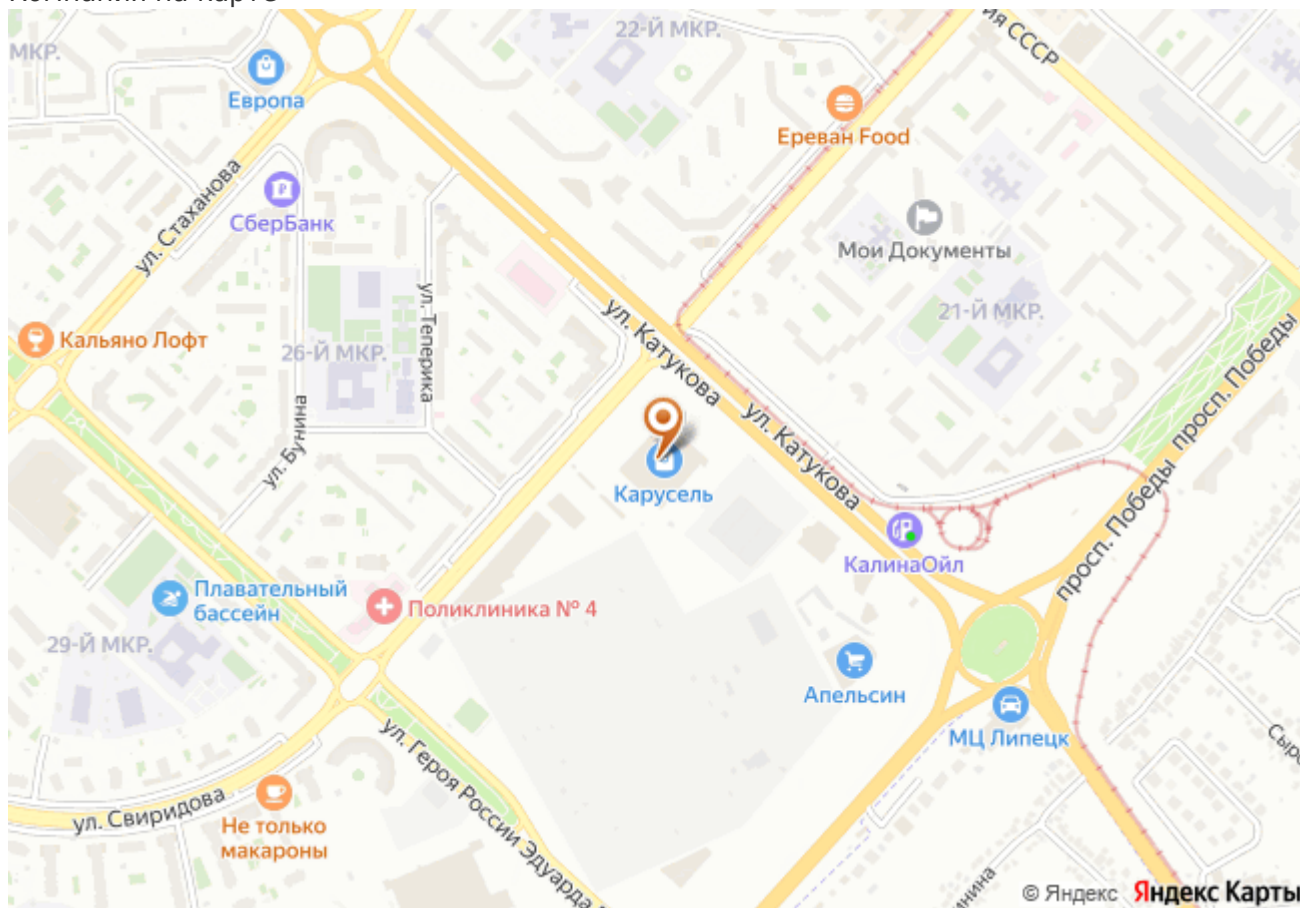 МКР.
22-Й МКР.
ИЯ СССР
Европа
Ереван Food
СберБанк
ул. Стаханова
Мои Документы
ул. Теперика
21-Й МКР.
Кальяно Лофт
26-Й МКР.
ул. Катукова
просп. Победы
ул. Бунина
Карусель
ул. Катукова
КалинаОйл
просп. Победы
Плавательный
бассейн
Поликлиника № 4
29-Й МКР.
Апельсин
МЦ Липецк
ул. Героя России Эдуарда
ул. Свиридова
Не только
макароны
© Яндекс Яндекс Карты